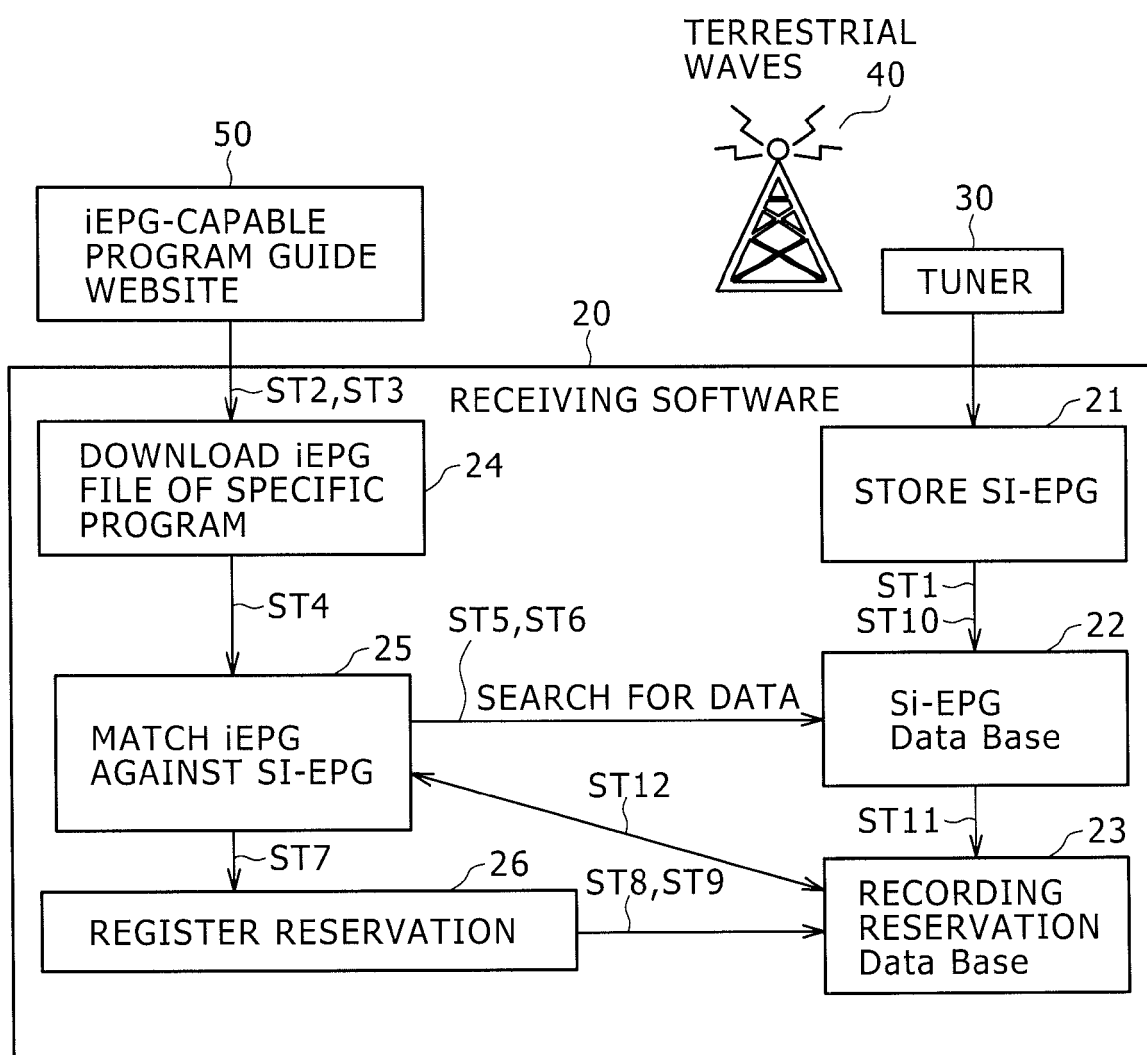 TERRESTRIAL
WAVES
40
50
iEPG-CAPABLE
PROGRAM GUIDE
WEBSITE
30
TUNER
20
RECEIVING SOFTWARE
ST2,ST3
21
DOWNLOAD iEPG
FILE OF SPECIFIC
PROGRAM
24
STORE SI-EPG
ST4
ST1
ST10
ST5,ST6
22
25
SEARCH FOR DATA
MATCH iEPG
AGAINST SI-EPG
Si-EPG
Data Base
ST12
ST11
23
ST7
26
ST8,ST9
REGISTER RESERVATION
RECORDING
RESERVATION
Data Base